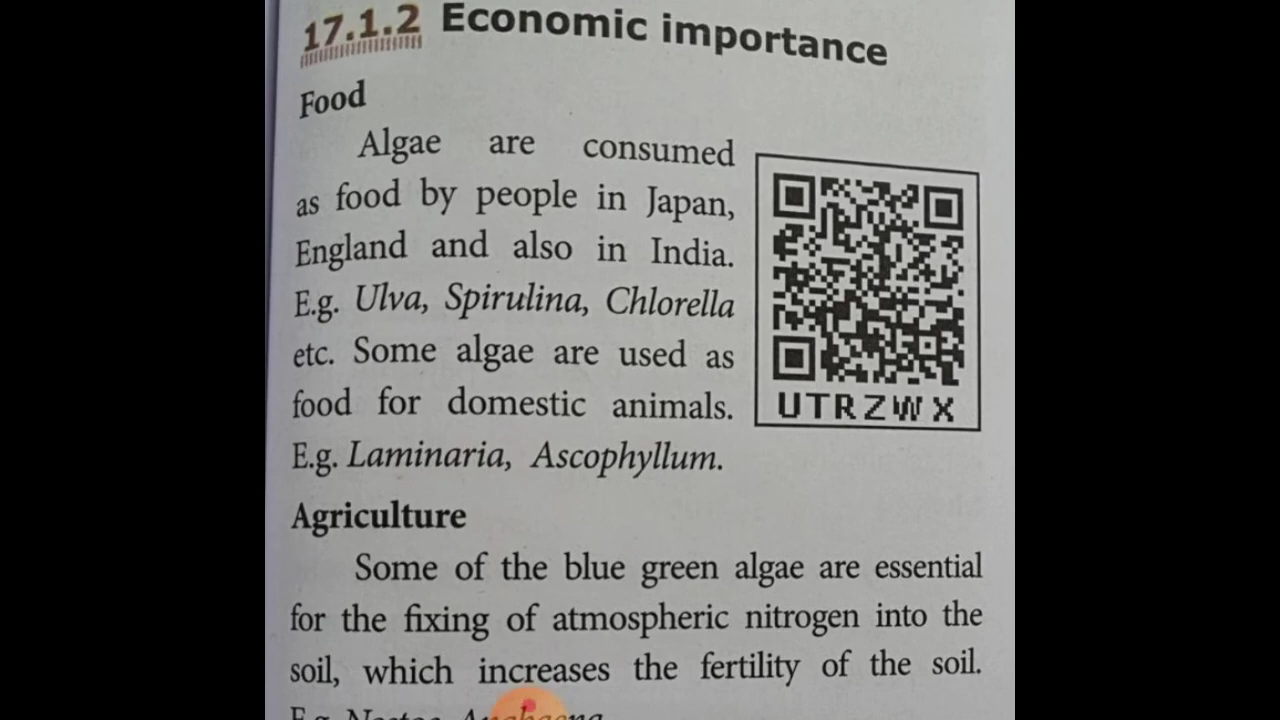 17.1.2 Economic importance
Food
Algae are consumed
as food by people in Japan,
England and also in India.
E.g. Ulva, Spirulina, Chlorella
etc. Some algae are used as
food for domestic animals.
E.g. Laminaria, Ascophyllum.
UTRZWX
Agriculture
Some of the blue green algae are essential
for the fixing of atmospheric nitrogen into the
soil, which increases the fertility of the soil.
E.g.